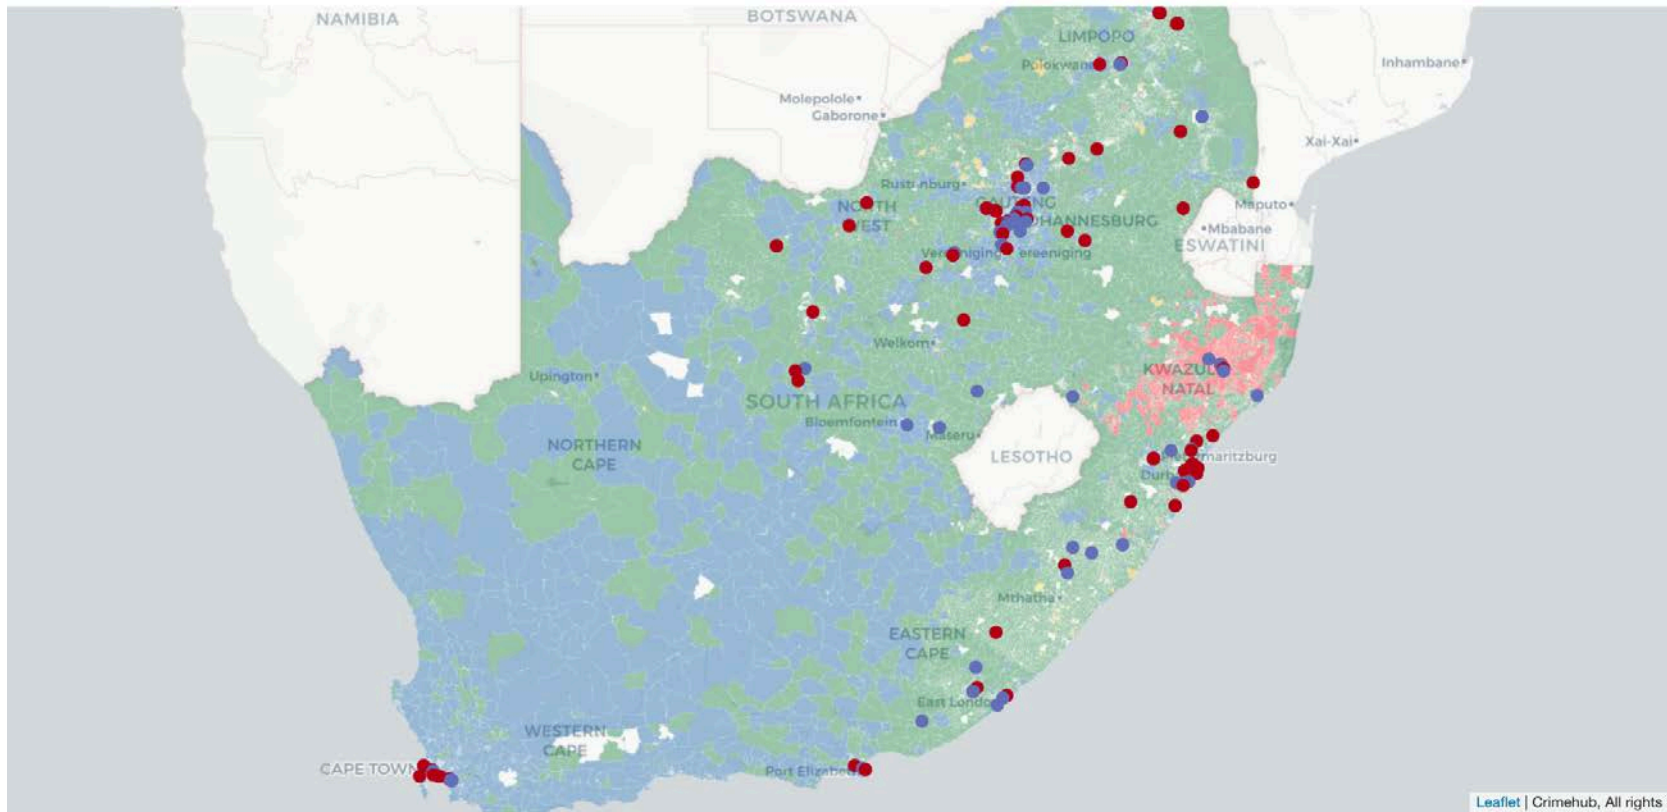 NAMIBIA
BOTSWANA
LIMPOPO
Polokwane
Inhambane
Molepolole
Gaborone
Xai-Xai
Rustenburg
Maputo
GAUTENG
NORTH
WEST
JOHANNESBURG
Mbabane
ESWATINI
Vereeniging
ereeniging
Welkom
KWAZULU
NATAL
Upington
SOUTH AFRICA
Bloemfontein
Maseru
NORTHERN
CAPE
LESOTHO
Pietermaritzburg
Durban
Mthatha
EASTERN
CAPE
East London
WESTERN
CAPE
CAPE TOWN
Port Elizabeth
Leaflet | Crimehub, All rights